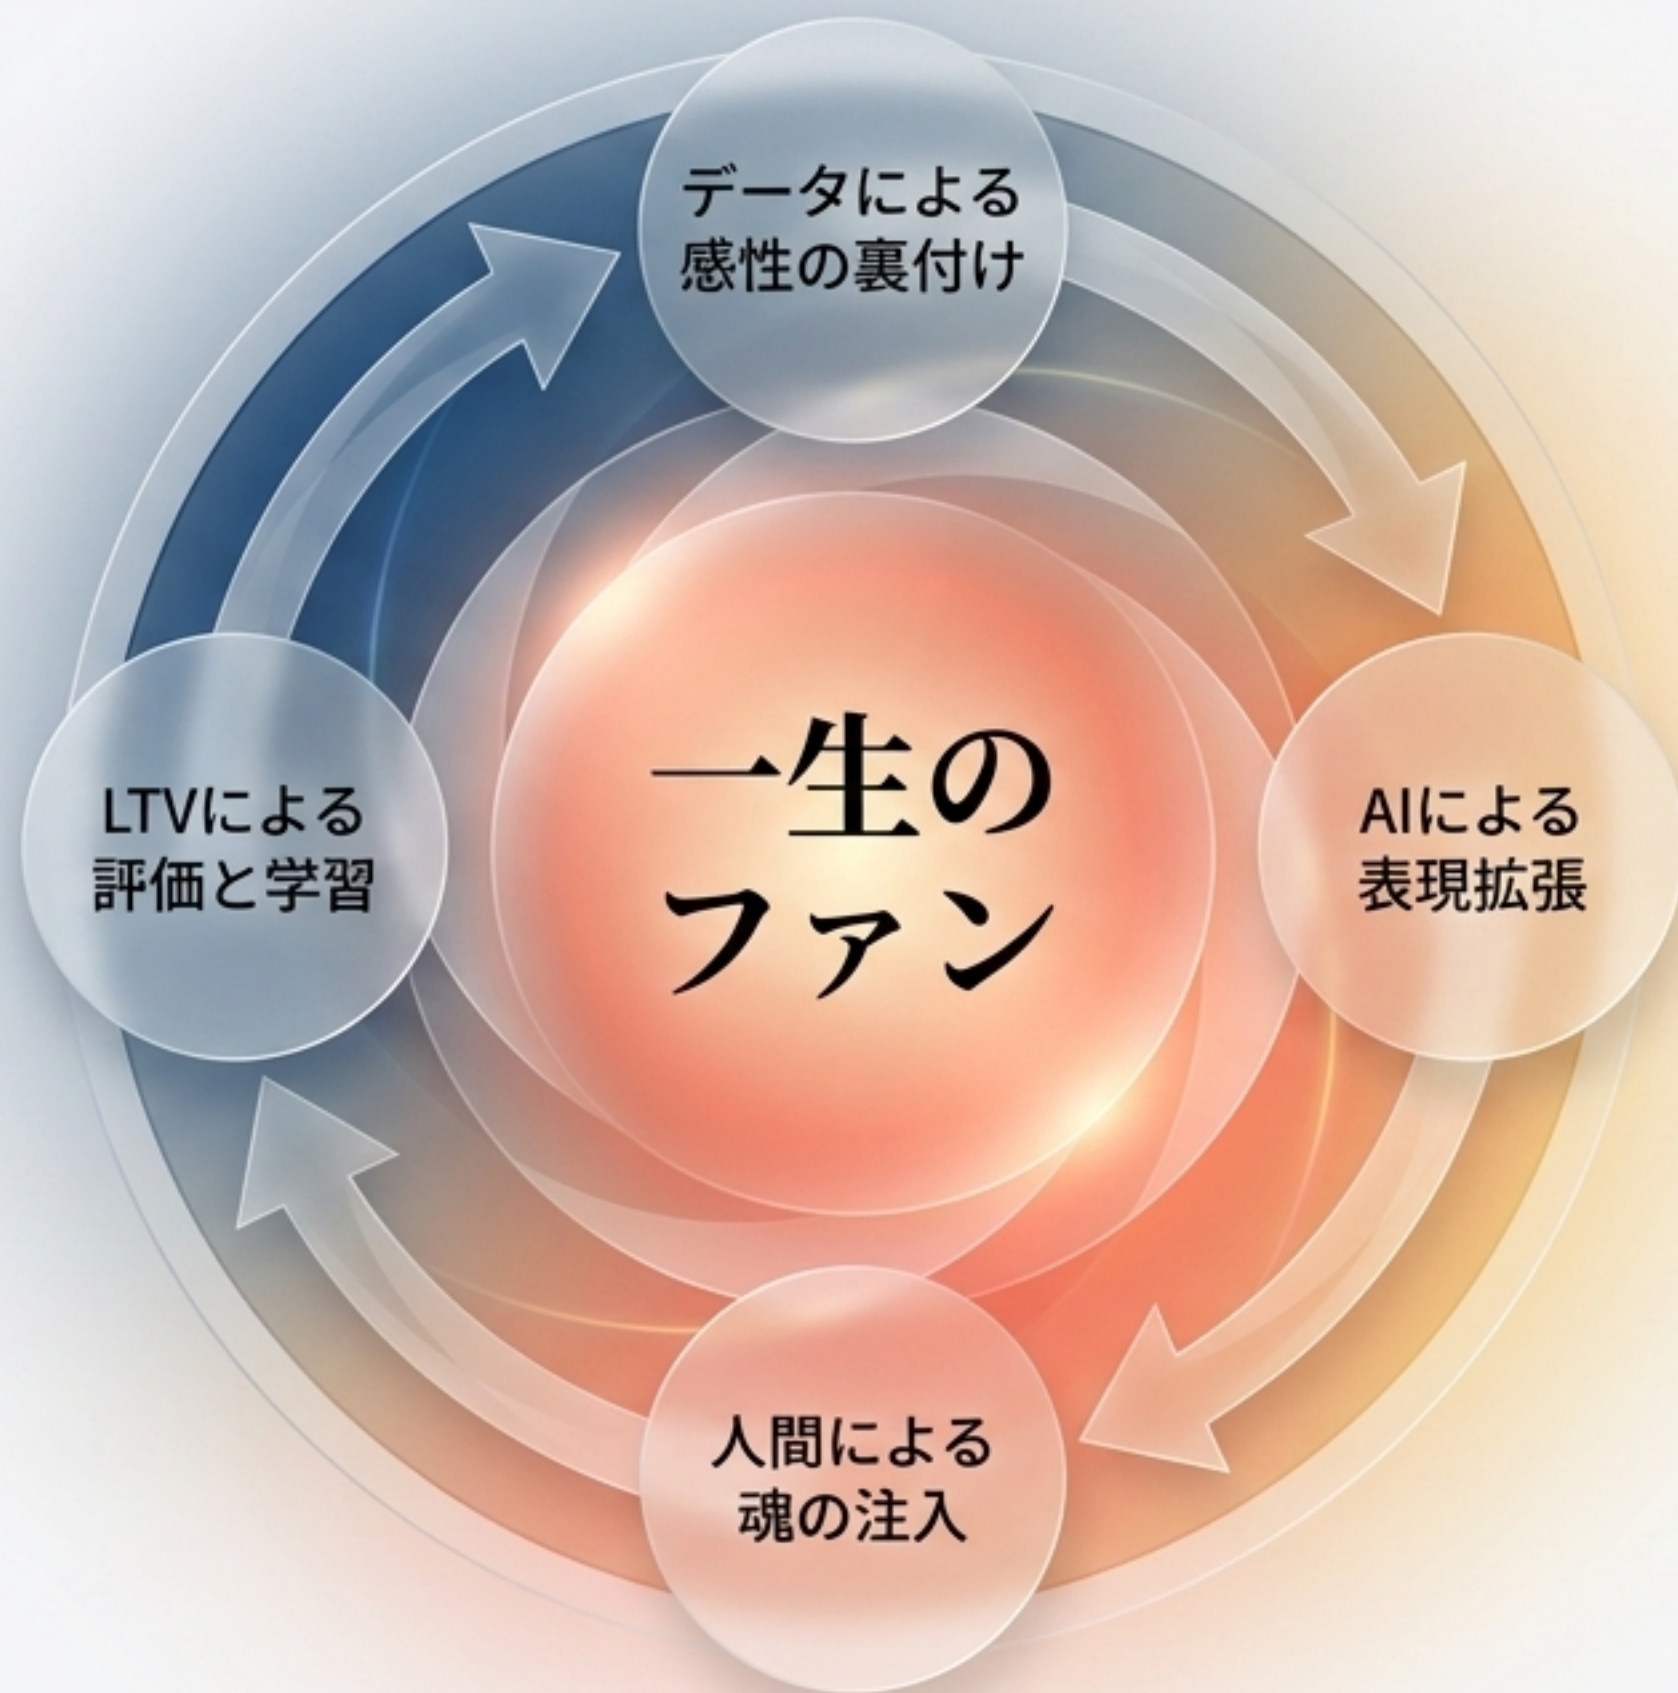 データによる
感性の裏付け
AIによる
表現拡張
人間による
魂の注入
LTVによる
評価と学習
一生の
ファン